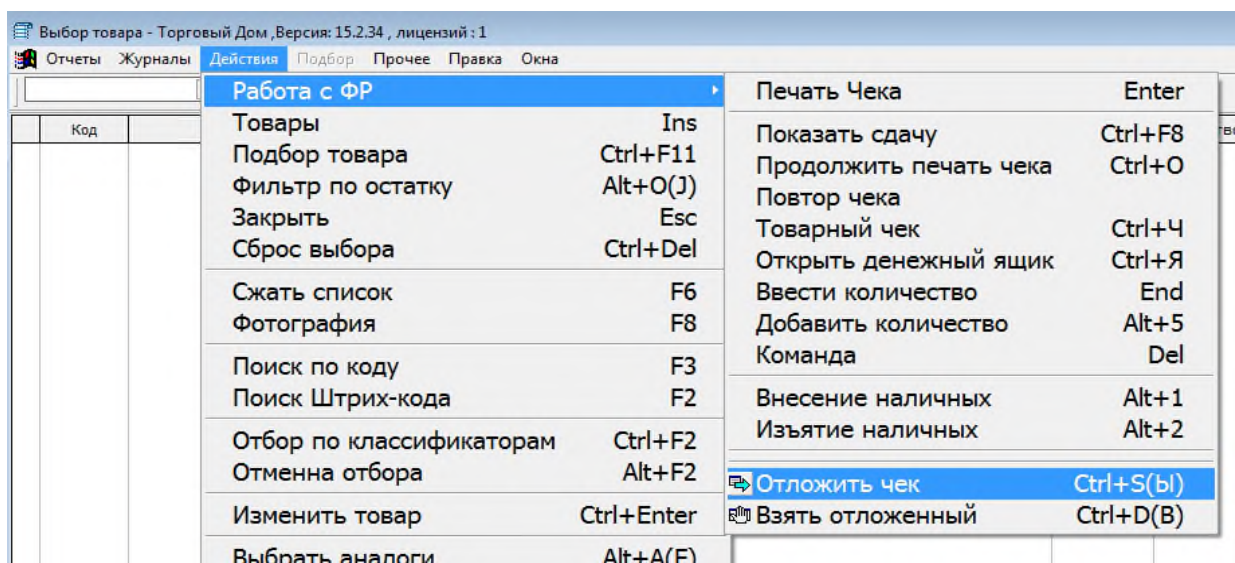 Выбор товара - Торговый Дом ,Версия: 15.2.34 , лицензий : 1
Отчеты Журналы Действия Подбор Прочее Правка Окна
Код
Работа с ФР
Товары Ins
Подбор товара Ctrl+F11
Фильтр по остатку Alt+O(J)
Закрыть Esc
Сброс выбора Ctrl+Del
Сжать список F6
Фотография F8
Поиск по коду F3
Поиск Штрих-кода F2
Отбор по классификаторам Ctrl+F2
Отменна отбора Alt+F2
Изменить товар Ctrl+Enter
Выбрать аналоги Alt+A(F)
Печать Чека Enter
Показать сдачу Ctrl+F8
Продолжить печать чека Ctrl+O
Повтор чека
Товарный чек Ctrl+Ч
Открыть денежный ящик Ctrl+Я
Ввести количество End
Добавить количество Alt+5
Команда Del
Внесение наличных Alt+1
Изъятие наличных Alt+2
Отложить чек Ctrl+S(Ы)
Взять отложенный Ctrl+D(В)